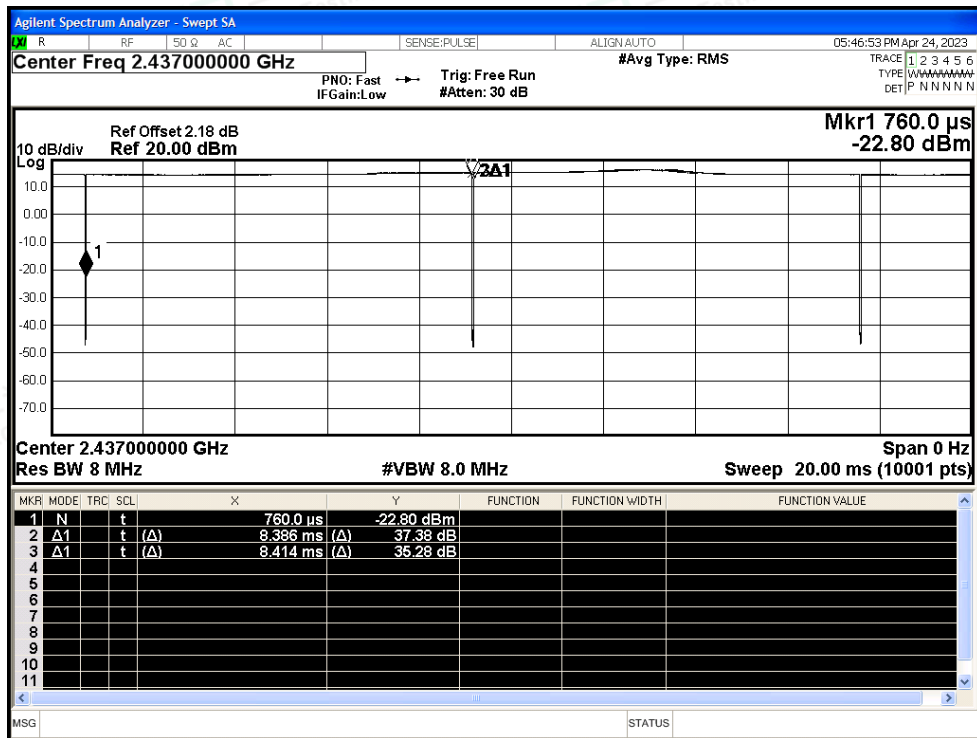 Agilent Spectrum Analyzer - Swept SA
LXI R RF 50 Ω AC SENSE:PULSE ALIGN AUTO 05:46:53 PM Apr 24, 2023
Center Freq 2.437000000 GHz #Avg Type: RMS TRACE 1 2 3 4 5 6
PNO: Fast Trig: Free Run TYPE WWWWWW
IFGain:Low #Atten: 30 dB DET P N N N N N
Mkr1 760.0 µs
Ref Offset 2.18 dB
10 dB/div Ref 20.00 dBm -22.80 dBm
Log
3Δ1
10.0
0.00
-10.0
1
-20.0
-30.0
-40.0
-50.0
-60.0
-70.0
Center 2.437000000 GHz Span 0 Hz
Res BW 8 MHz #VBW 8.0 MHz Sweep 20.00 ms (10001 pts)
MKR MODE TRC SCL X Y FUNCTION FUNCTION WIDTH FUNCTION VALUE
1 N t 760.0 µs -22.80 dBm
2 Δ1 t (Δ) 8.386 ms (Δ) 37.38 dB
3 Δ1 t (Δ) 8.414 ms (Δ) 35.28 dB
4
5
6
7
8
9
10
11
MSG STATUS